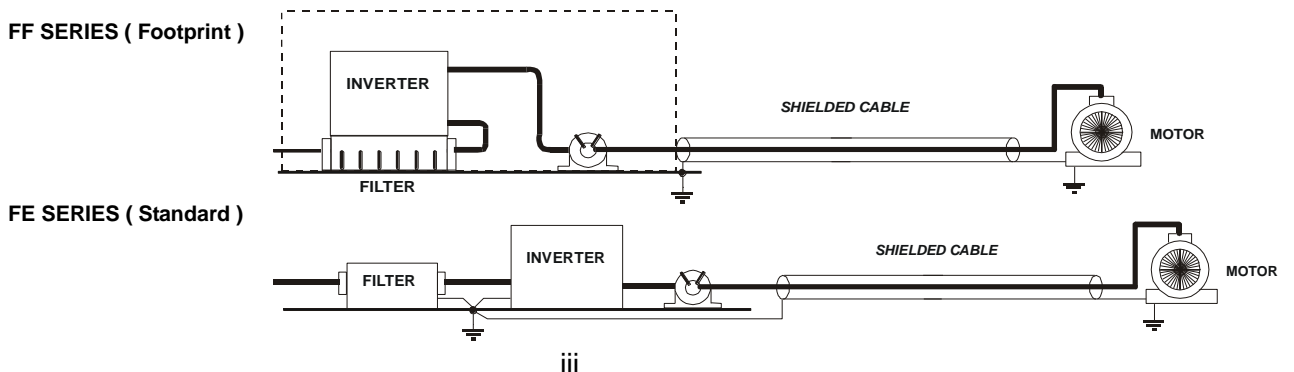 FF SERIES ( Footprint )
INVERTER
SHIELDED CABLE
MOTOR
FILTER
FE SERIES ( Standard )
INVERTER
SHIELDED CABLE
FILTER
MOTOR
iii